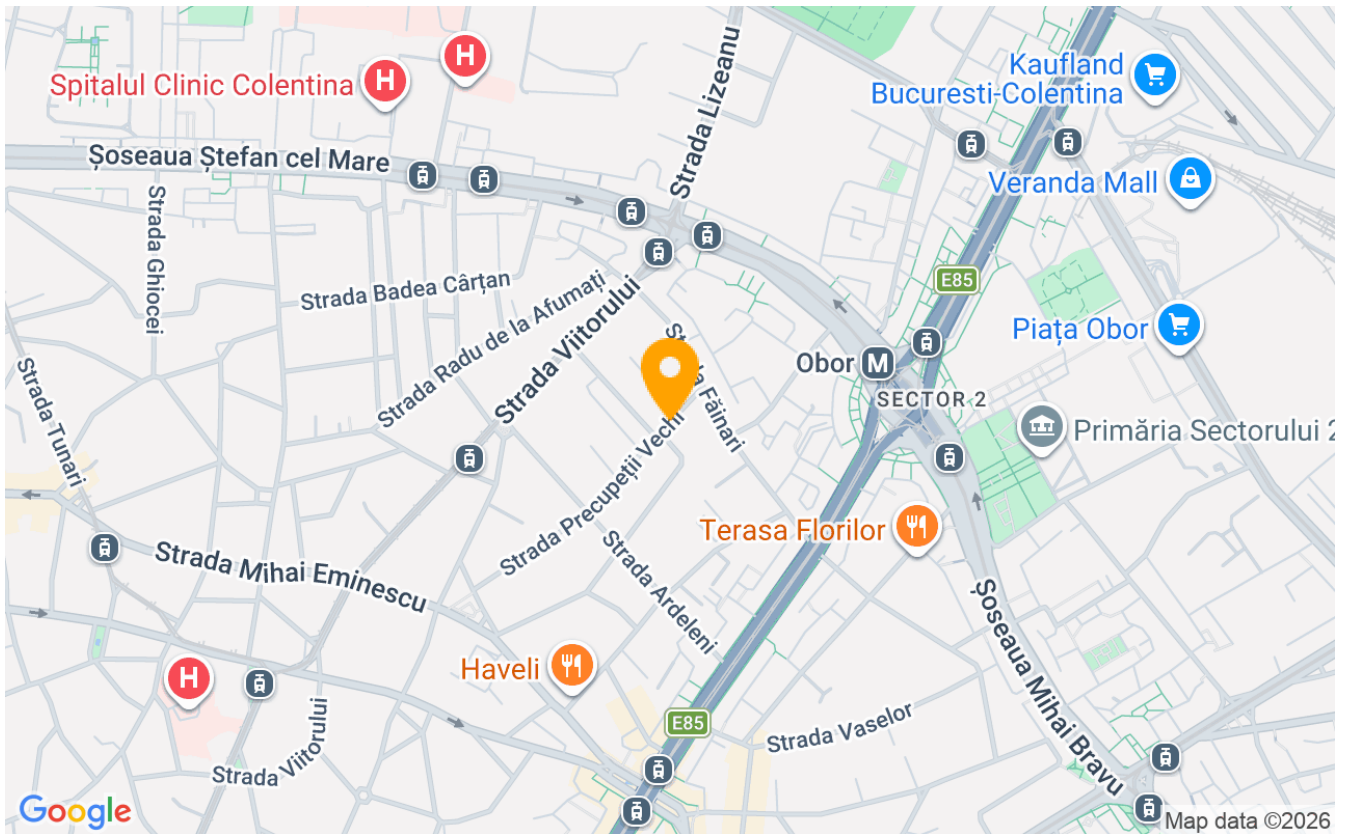 Kaufland
Bucuresti-Colentina
H
H
Spitalul Clinic Colentina
Strada Lizeanu
Șoseaua Ștefan cel Mare
Veranda Mall
Strada Ghiocei
E85
Strada Badea Cârțan
Strada Radu de la Afumați
Strada Viitorului
Piața Obor
Strada Făinari
Obor M
SECTOR 2
Strada Tunari
Primăria Sectorului 2
Strada Precupeții Vechi
Terasa Florilor
Strada Mihai Eminescu
Strada Ardeleni
Șoseaua Mihai Bravu
Haveli
H
E85
Strada Vaselor
Strada Viitorului
Google
Map data ©2026